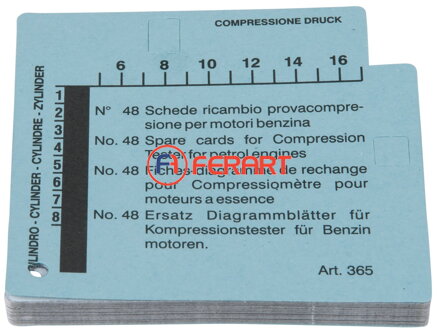 COMPRESSIONE DRUCK
6 8 10 12 14 16
CILINDRO - CYLINDER - CYLINDRE - ZYLINDER
1
2
3
4
5
6
7
8
N° 48 Schede ricambio provacompre-
sione per motori benzina
No. 48 Spare cards for Compression
Tester for petrol engines
No. 48 Fiches-diagramme de rechange
pour Compressiomètre pour
moteurs a essence
No. 48 Ersatz Diagrammblätter für
Kompressionstester für Benzin
motoren.
Art. 365
FERART